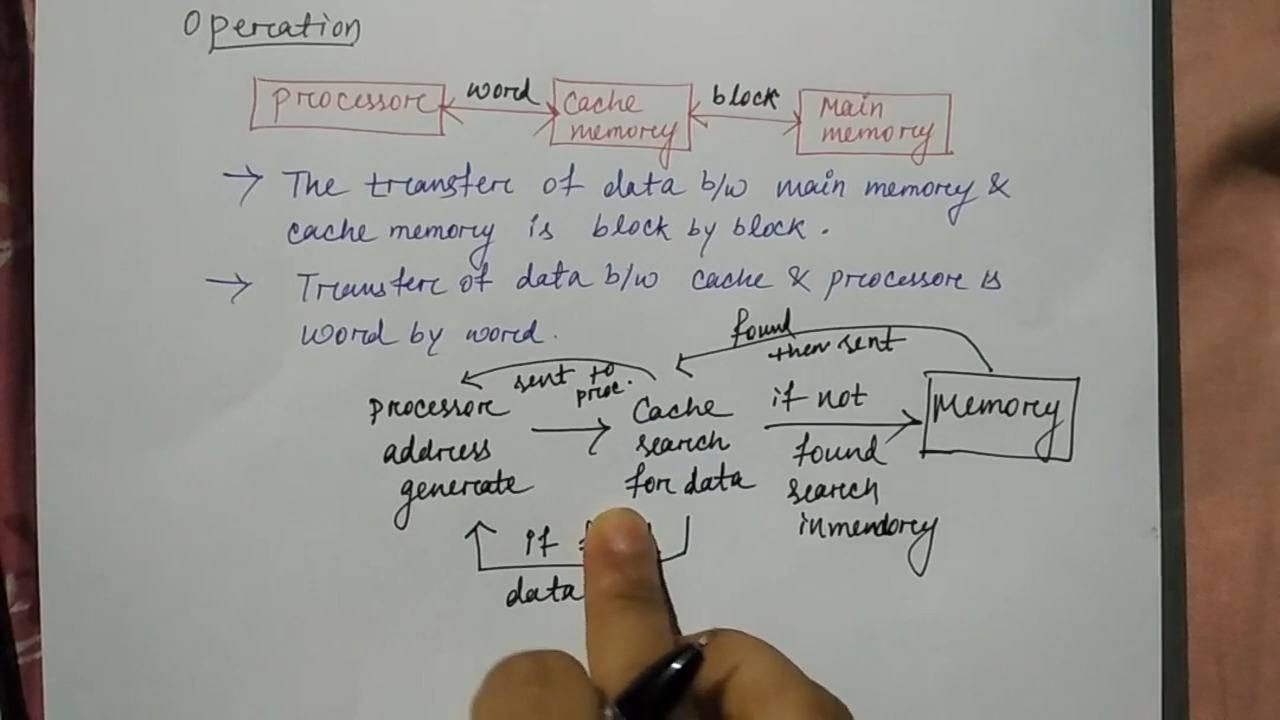 Operation
processor
word
cache
memory
block
Main
memory
→ The transfer of data b/w main memory &
cache memory is block by block.
→ Transfer of data b/w cache & processor is
word by word.
found
then sent
sent to
proc.
processor
address
generate
Cache
search
for data
if not
found
search
in memory
Memory
if
data